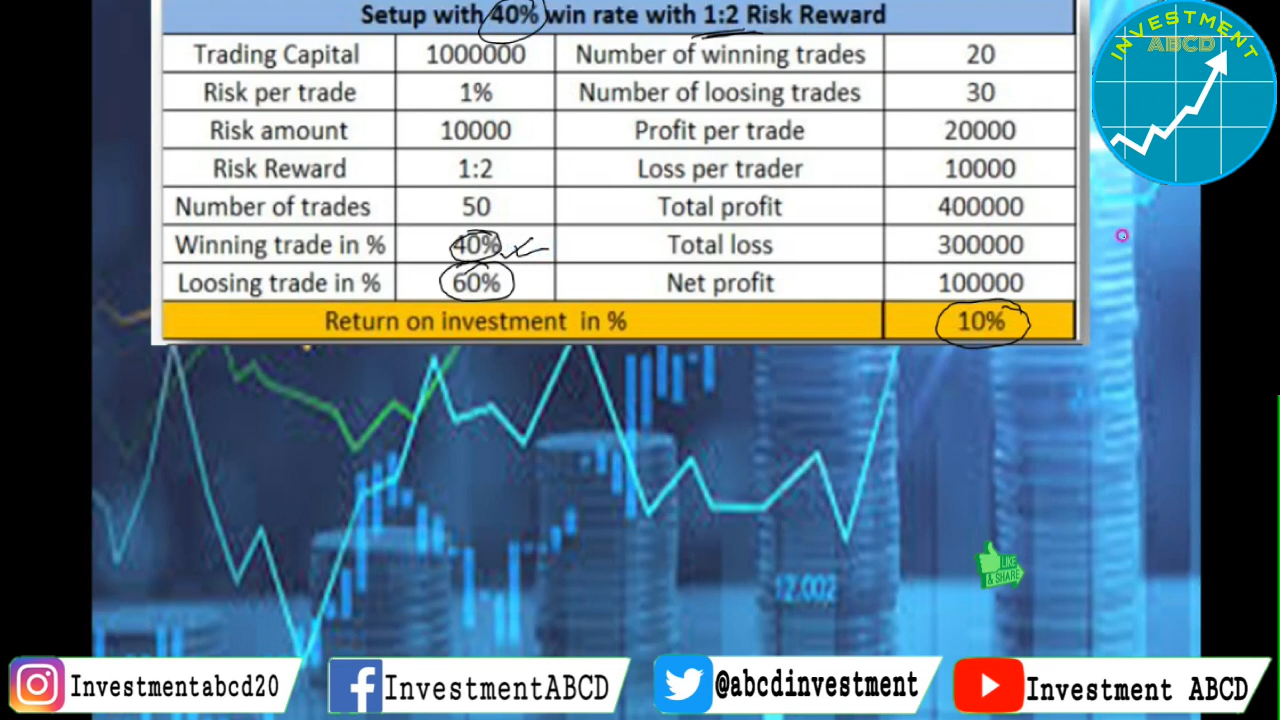 Setup with 40% win rate with 1:2 Risk Reward
Trading Capital 1000000 Number of winning trades 20
Risk per trade 1% Number of loosing trades 30
Risk amount 10000 Profit per trade 20000
Risk Reward 1:2 Loss per trader 10000
Number of trades 50 Total profit 400000
Winning trade in % 40% Total loss 300000
Loosing trade in % 60% Net profit 100000
Return on investment in % 10%
INVESTMENT
ABCD
12,002
LIKE
& SHARE
Investmentabcd20
InvestmentABCD
@abcdinvestment
Investment ABCD